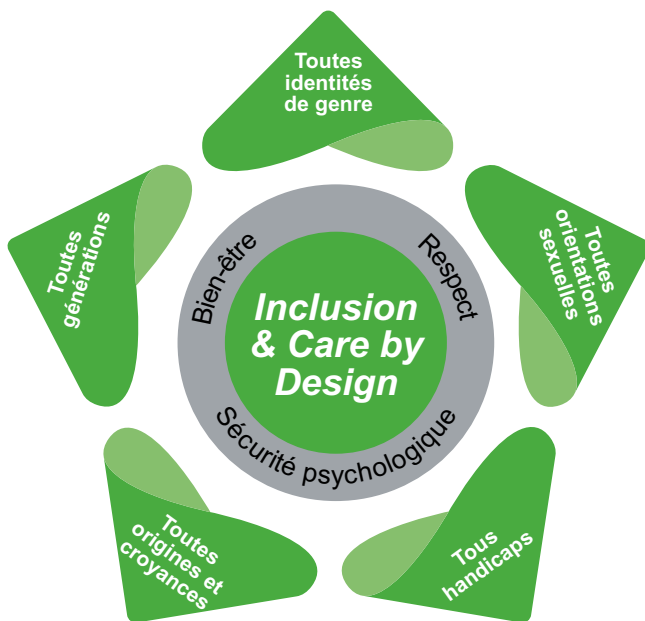 Toutes
identités
de genre
Toutes
orientations
sexuelles
Tous
handicaps
Toutes
origines et
croyances
Toutes
générations
Bien-être
Respect
Sécurité psychologique
Inclusion
& Care by
Design